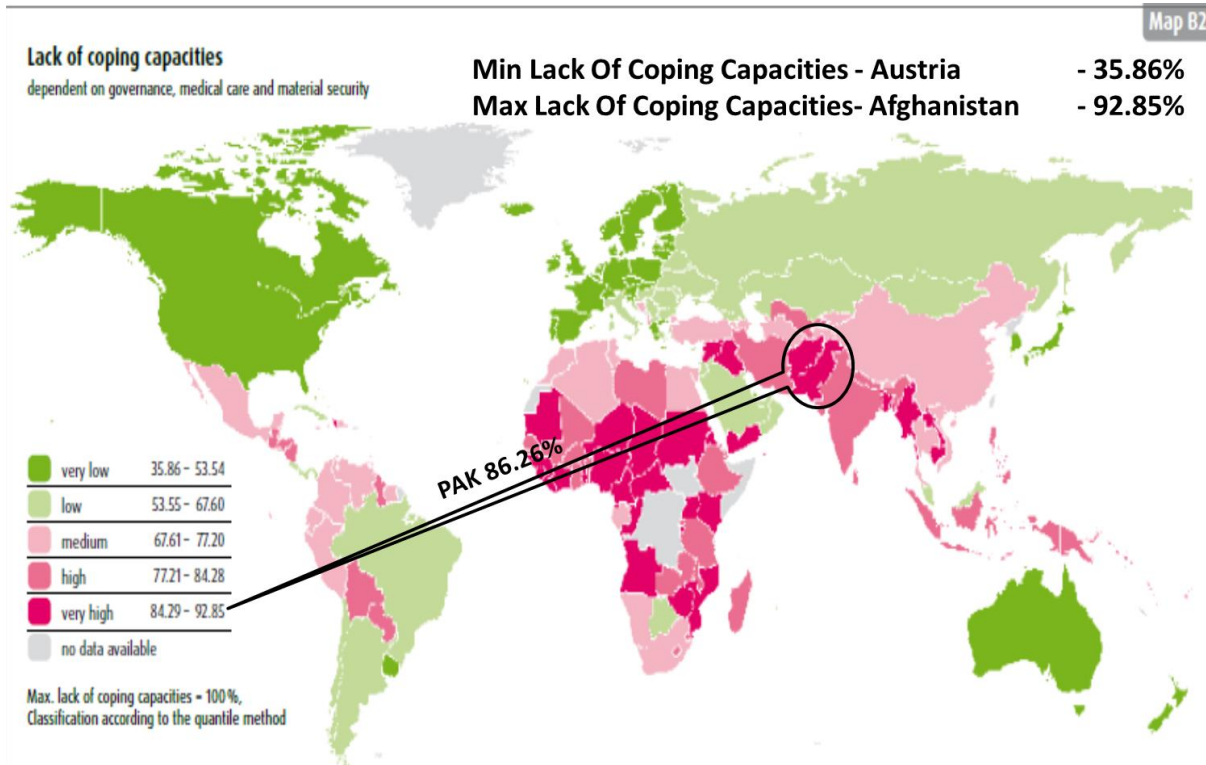 Map B2
Lack of coping capacities
dependent on governance, medical care and material security
Min Lack Of Coping Capacities - Austria - 35.86%
Max Lack Of Coping Capacities- Afghanistan - 92.85%
PAK 86.26%
very low 35.86 – 53.54
low 53.55 – 67.60
medium 67.61 – 77.20
high 77.21 – 84.28
very high 84.29 – 92.85
no data available
Max. lack of coping capacities = 100%,
Classification according to the quantile method